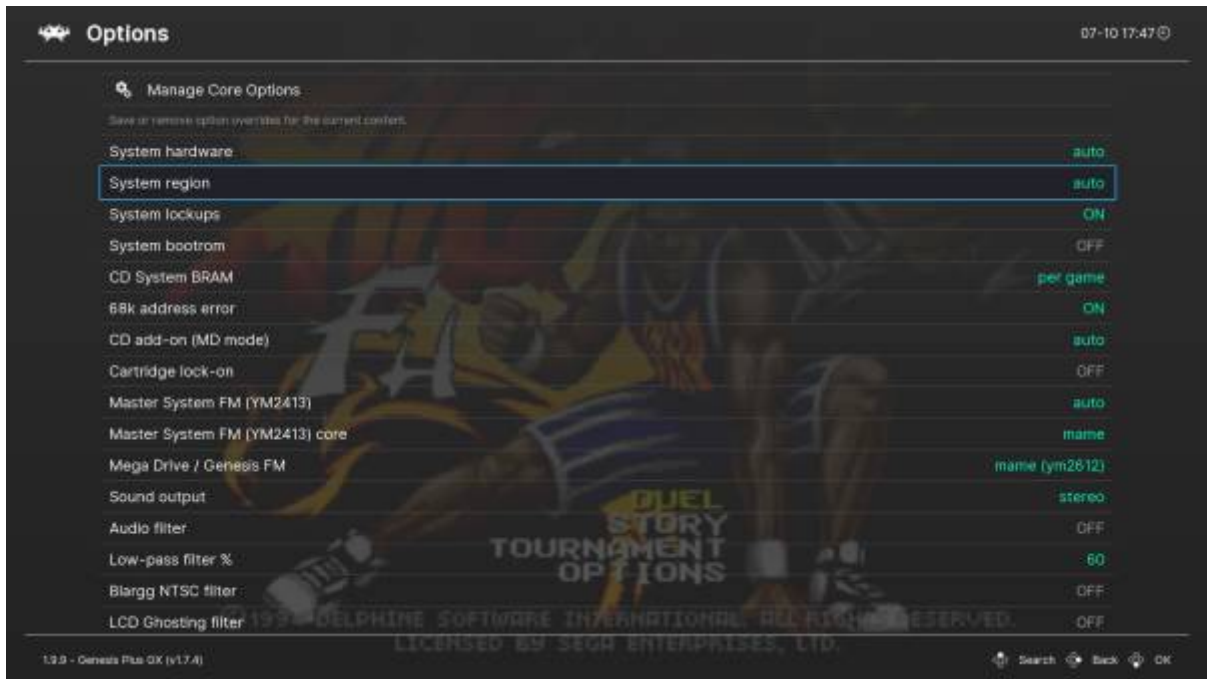 Options
07-10 17:47
Manage Core Options
Save or remove option overrides for the current content.
System hardware auto
System region auto
System lockups ON
System bootrom OFF
CD System BRAM per game
68k address error ON
CD add-on (MD mode) auto
Cartridge lock-on OFF
Master System FM (YM2413) auto
Master System FM (YM2413) core mame
Mega Drive / Genesis FM mame (ym2612)
Sound output stereo
DUEL
Audio filter OFF
STORY
TOURNAMENT
Low-pass filter % 60
OPTIONS
Blargg NTSC filter OFF
LCD Ghosting filter OFF
DELPHINE SOFTWARE INTERNATIONAL. ALL RIGHTS RESERVED.
LICENSED BY SEGA ENTERPRISES, LTD.
1.9.9 - Genesis Plus GX (v1.7.4)
Search Back OK